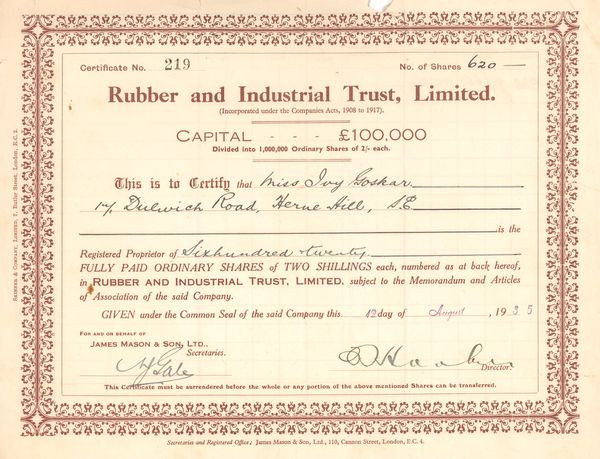 Certificate No. 219 No. of Shares 620 —
Rubber and Industrial Trust, Limited.
(Incorporated under the Companies Acts, 1908 to 1917).
CAPITAL - - - £100,000
Divided into 1,000,000 Ordinary Shares of 2/- each.
This is to Certify that Miss Ivy Goskar
17, Dulwich Road, Herne Hill, S.E.
is the
Registered Proprietor of Sixhundred twenty
FULLY PAID ORDINARY SHARES of TWO SHILLINGS each, numbered as at back hereof,
in RUBBER AND INDUSTRIAL TRUST, LIMITED, subject to the Memorandum and Articles
of Association of the said Company.
GIVEN under the Common Seal of the said Company this 12 day of August, 1935
FOR AND ON BEHALF OF
JAMES MASON & SON, LTD.,
Secretaries.
Director.
This Certificate must be surrendered before the whole or any portion of the above mentioned Shares can be transferred.
Secretaries and Registered Office; James Mason & Son, Ltd., 110, Cannon Street, London, E.C. 4.